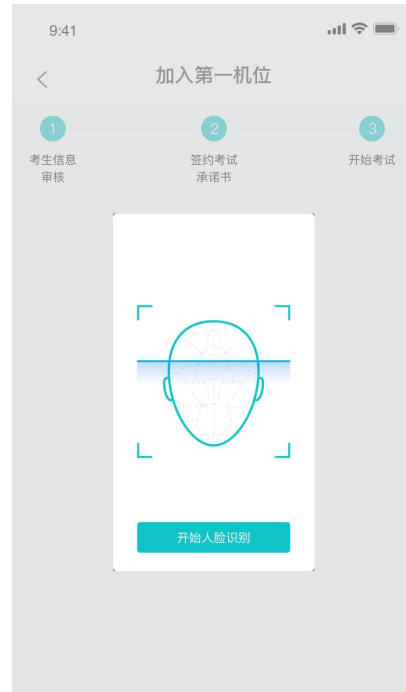 9:41
加入第一机位
1
2
3
考生信息
审核
签约考试
承诺书
开始考试
开始人脸识别